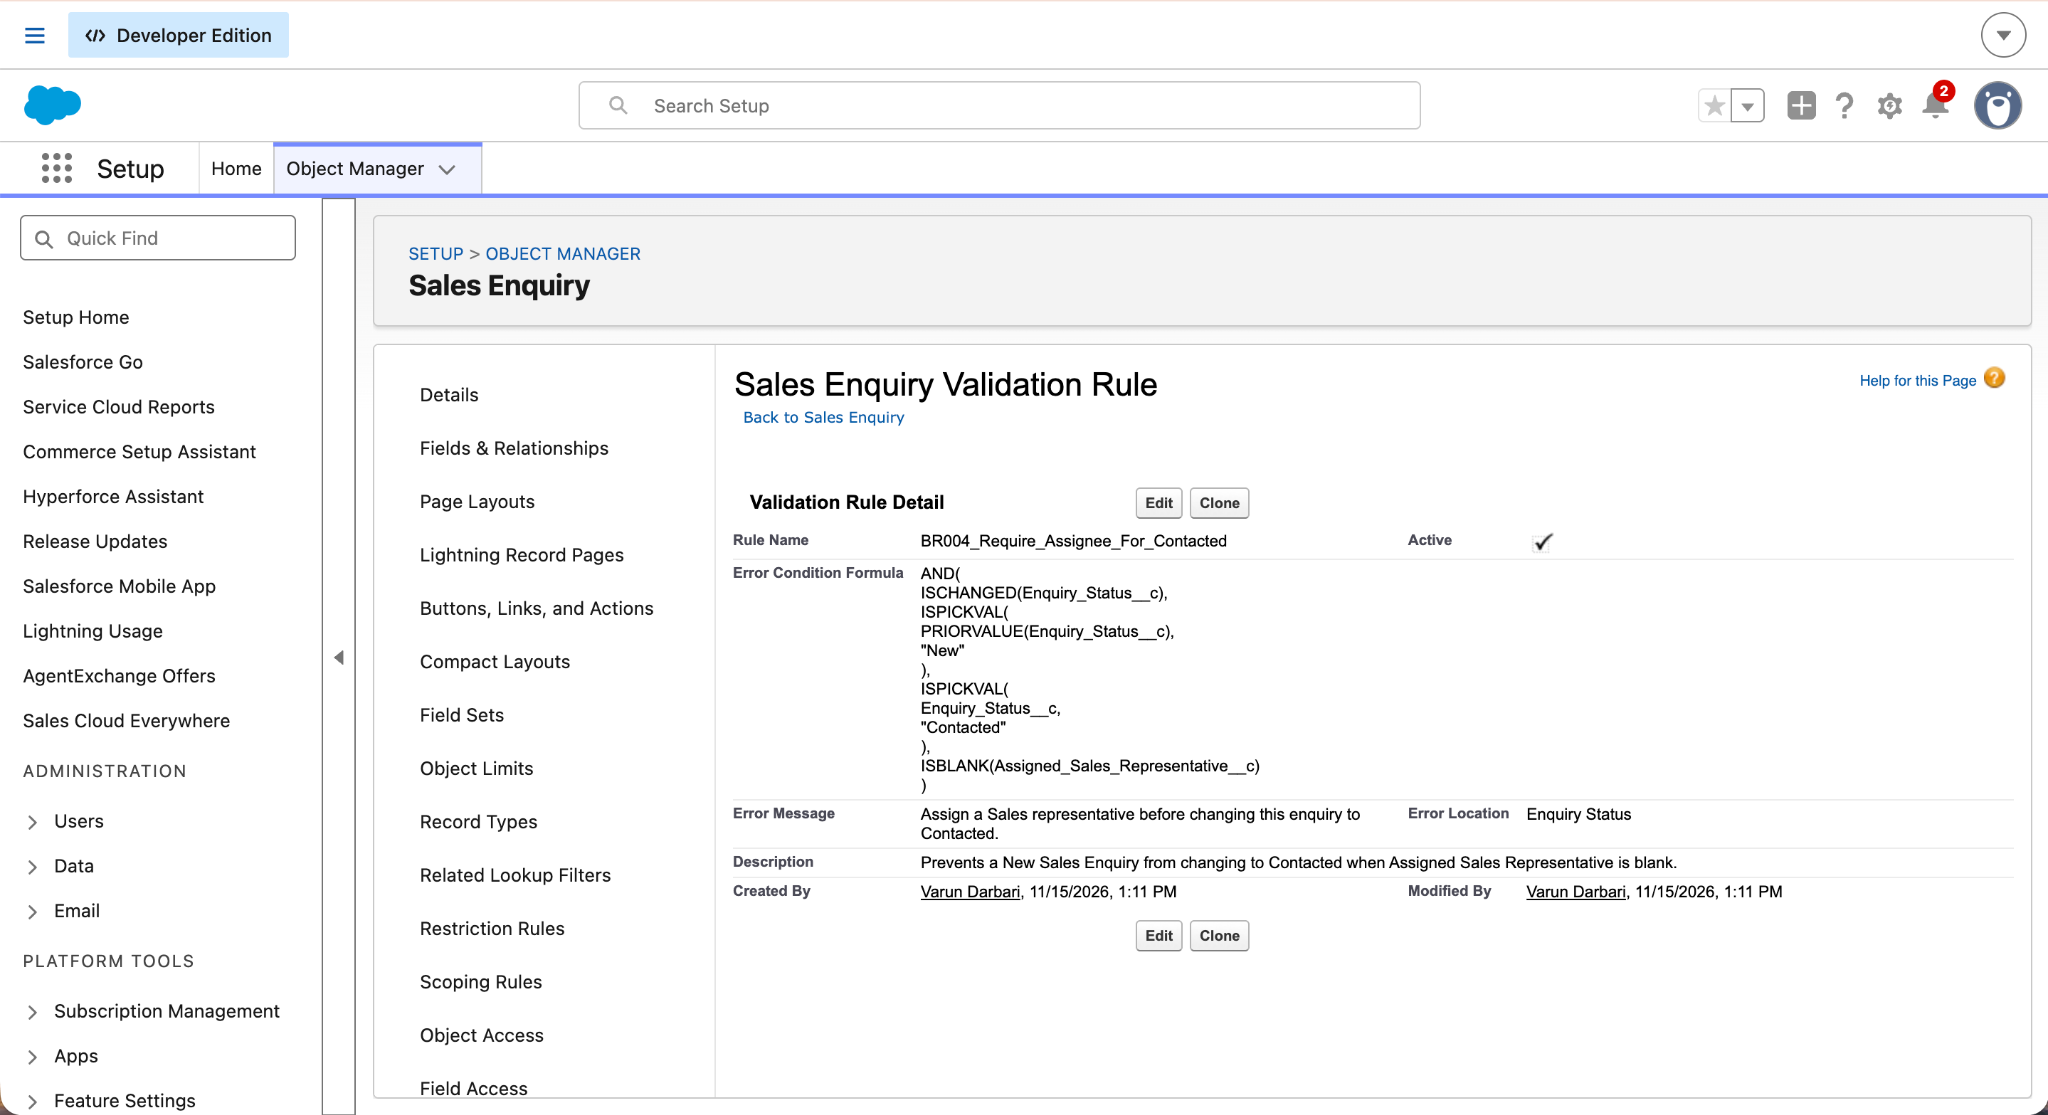 Developer Edition
Search Setup
2
Setup
Home
Object Manager
Quick Find
Setup Home
Salesforce Go
Service Cloud Reports
Commerce Setup Assistant
Hyperforce Assistant
Release Updates
Salesforce Mobile App
Lightning Usage
AgentExchange Offers
Sales Cloud Everywhere
ADMINISTRATION
Users
Data
Email
PLATFORM TOOLS
Subscription Management
Apps
Feature Settings
SETUP > OBJECT MANAGER
Sales Enquiry
Details
Fields & Relationships
Page Layouts
Lightning Record Pages
Buttons, Links, and Actions
Compact Layouts
Field Sets
Object Limits
Record Types
Related Lookup Filters
Restriction Rules
Scoping Rules
Object Access
Field Access
Sales Enquiry Validation Rule
Help for this Page
Back to Sales Enquiry
Validation Rule Detail
Edit Clone
Rule Name BR004_Require_Assignee_For_Contacted Active
Error Condition Formula AND(
ISCHANGED(Enquiry_Status__c),
ISPICKVAL(
PRIORVALUE(Enquiry_Status__c),
"New"
),
ISPICKVAL(
Enquiry_Status__c,
"Contacted"
),
ISBLANK(Assigned_Sales_Representative__c)
)
Error Message Assign a Sales representative before changing this enquiry to
Contacted.
Error Location Enquiry Status
Description Prevents a New Sales Enquiry from changing to Contacted when Assigned Sales Representative is blank.
Created By Varun Darbari, 11/15/2026, 1:11 PM Modified By Varun Darbari, 11/15/2026, 1:11 PM
Edit Clone